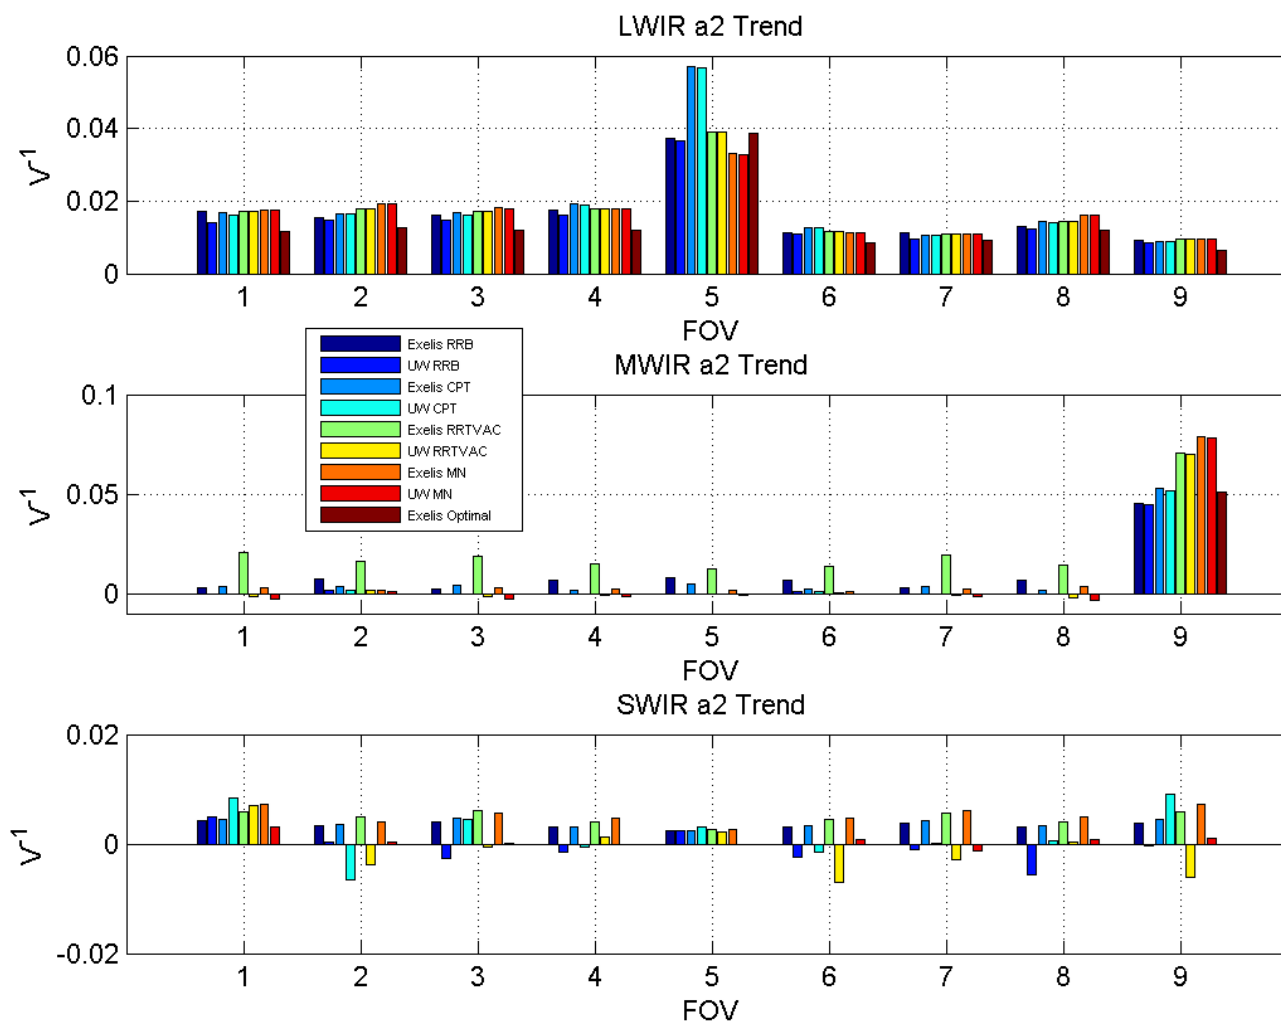 LWIR a2 Trend
0.06
0.04
0.02
0
V-1
1 2 3 4 5 6 7 8 9
FOV
Exelis RRB
UW RRB
Exelis CPT
UW CPT
Exelis RRTVAC
UW RRTVAC
Exelis MN
UW MN
Exelis Optimal
MWIR a2 Trend
0.1
0.05
0
V-1
1 2 3 4 5 6 7 8 9
FOV
SWIR a2 Trend
0.02
0
-0.02
V-1
1 2 3 4 5 6 7 8 9
FOV